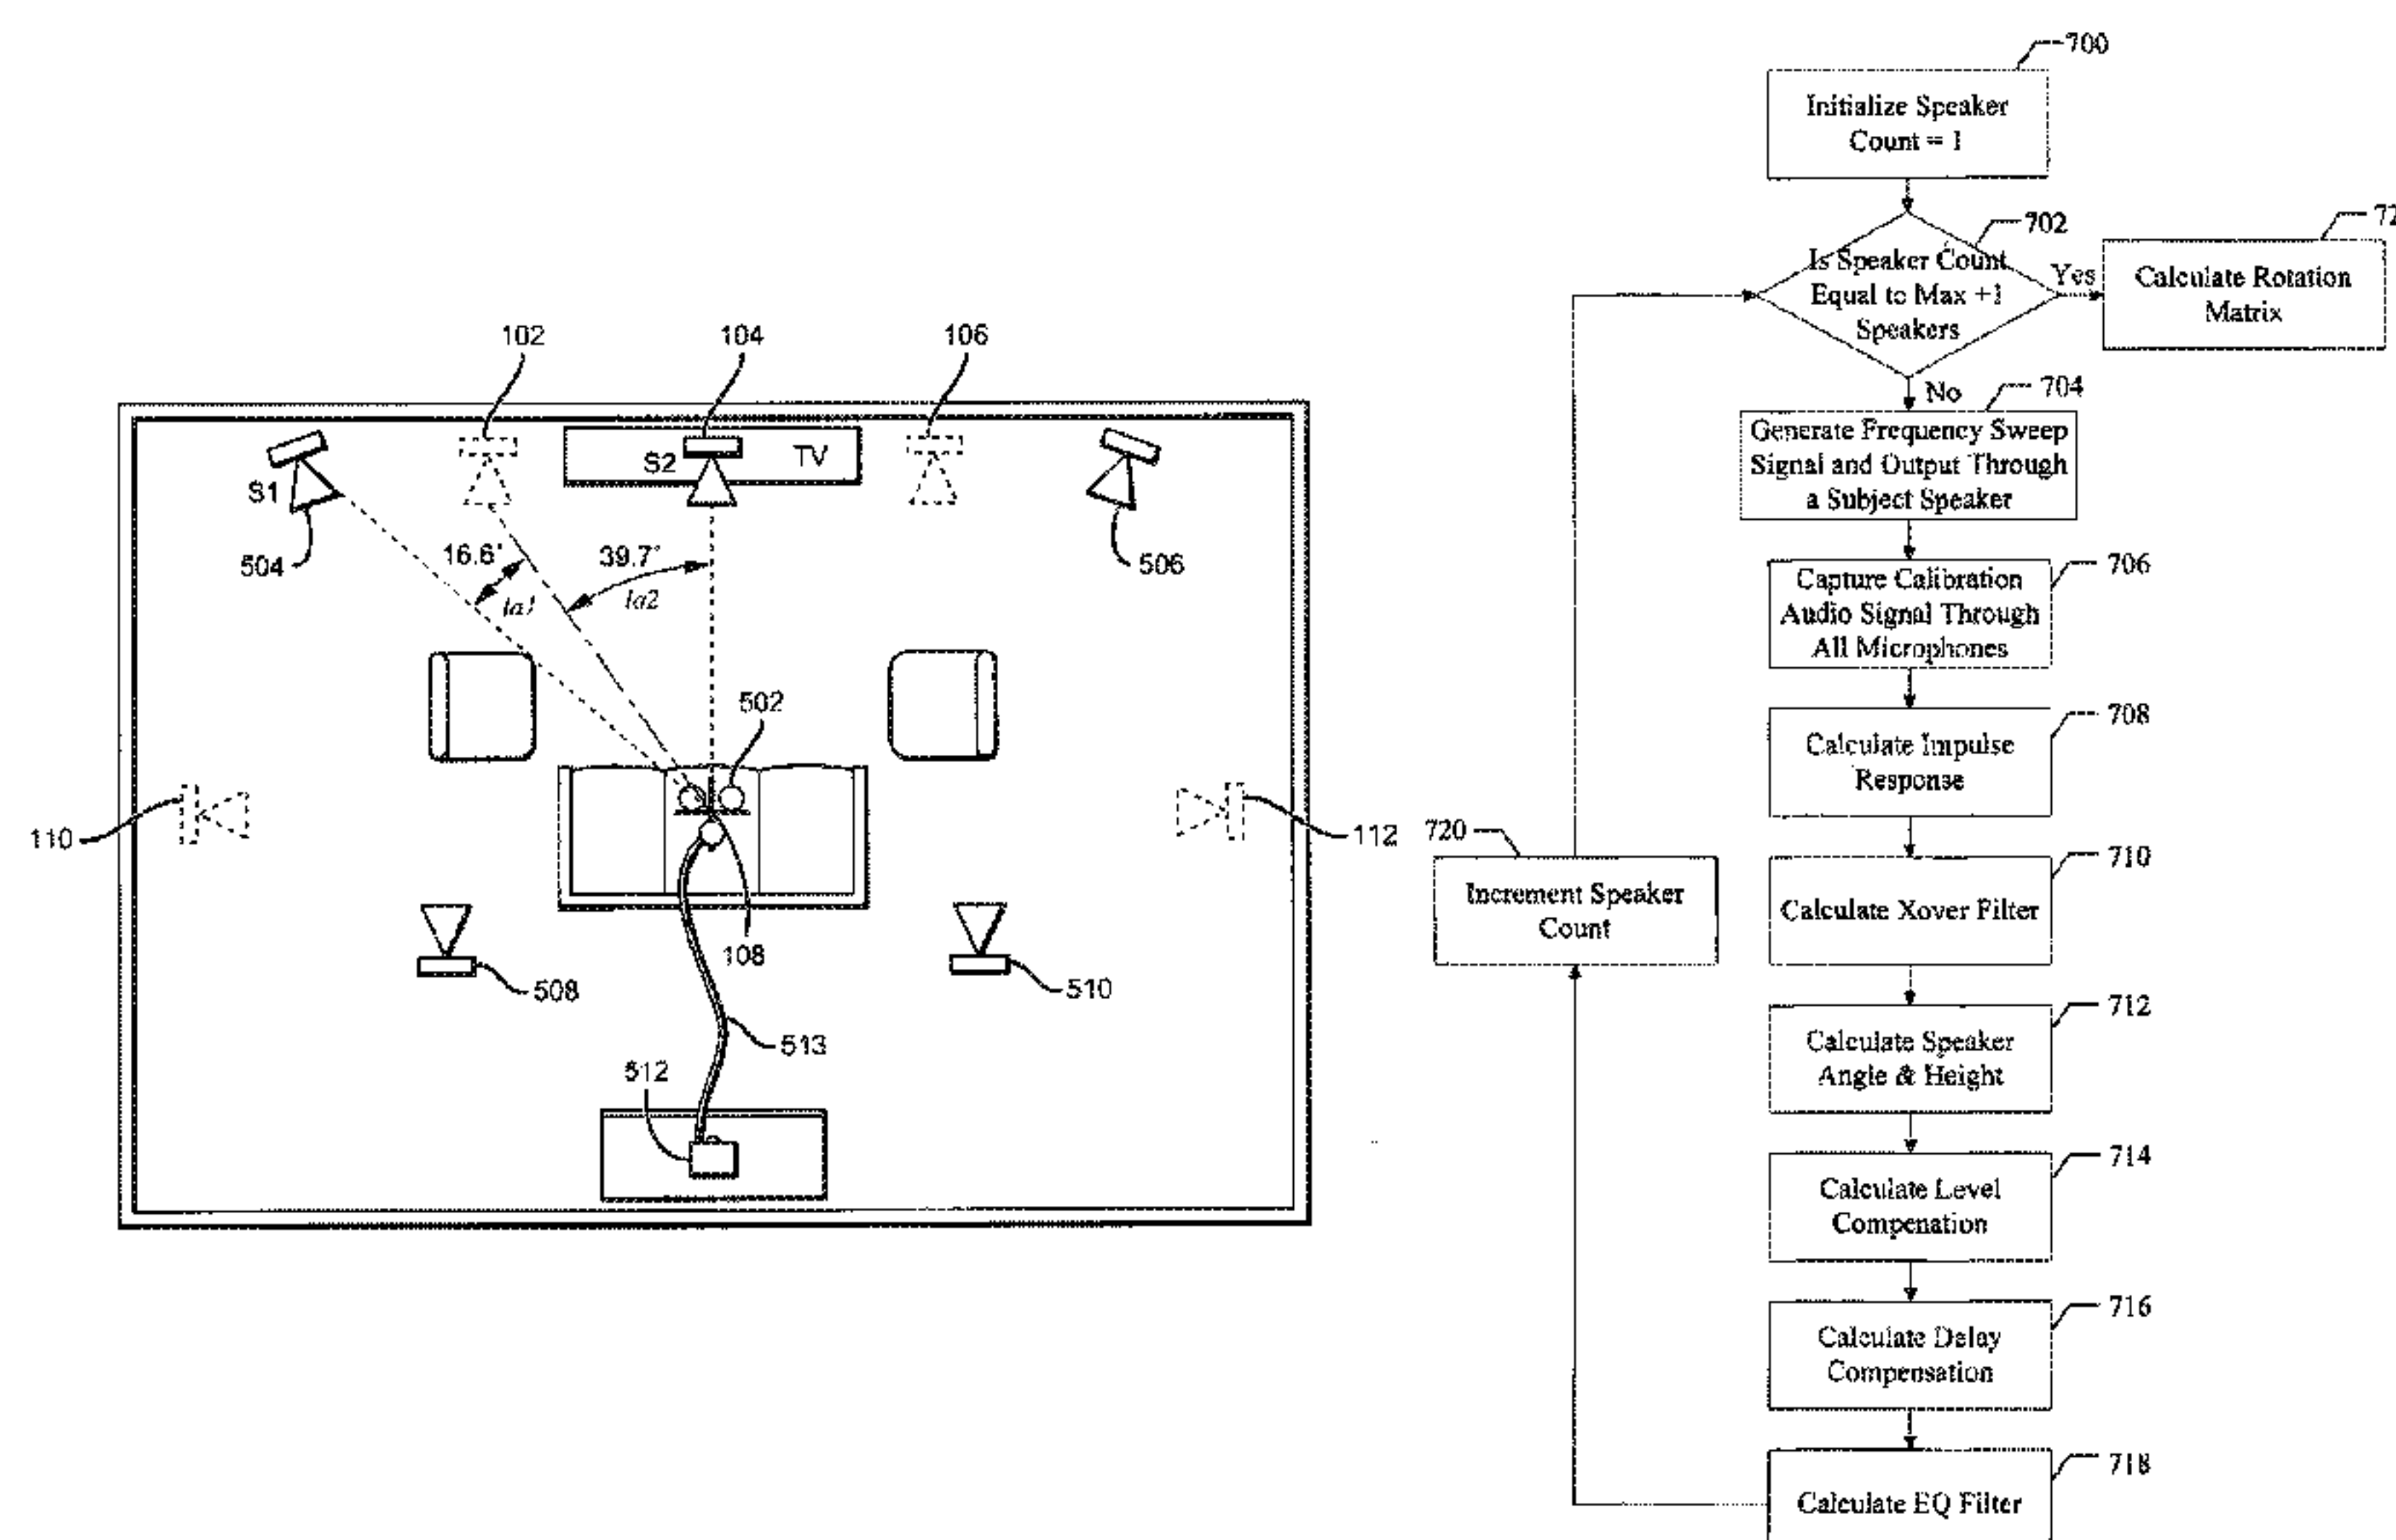 102
104
106
S1
S2
TV
504
16.6°
39.7°
la1
la2
506
502
110
112
108
508
510
513
512
700
Initialize Speaker
Count = 1
702
Is Speaker Count
Equal to Max +1
Speakers
Yes
72
Calculate Rotation
Matrix
No
704
Generate Frequency Sweep
Signal and Output Through
a Subject Speaker
706
Capture Calibration
Audio Signal Through
All Microphones
708
Calculate Impulse
Response
710
Calculate Xover Filter
720
Increment Speaker
Count
712
Calculate Speaker
Angle & Height
714
Calculate Level
Compenation
716
Calculate Delay
Compensation
718
Calculate EQ Filter